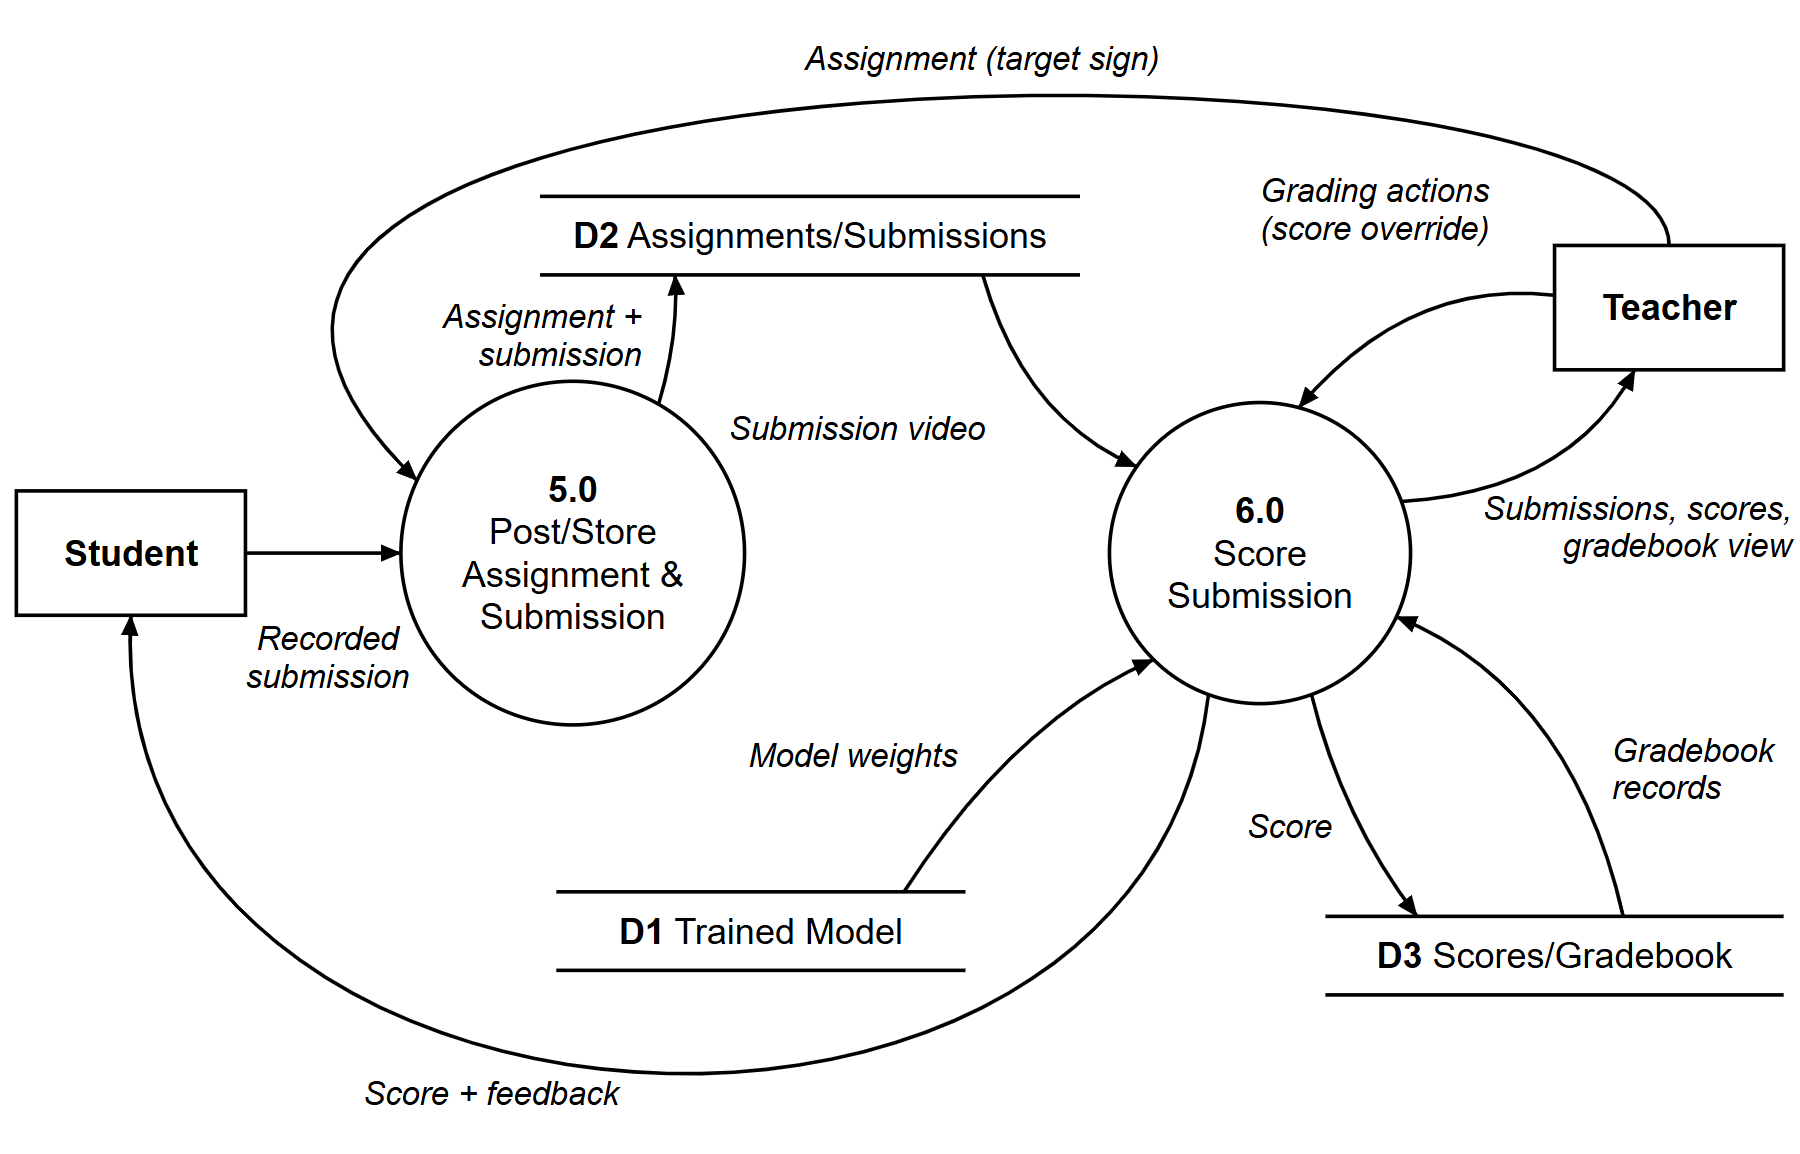 Assignment (target sign)
Grading actions
(score override)
D2 Assignments/Submissions
Teacher
Assignment +
submission
Submission video
5.0
Post/Store
Assignment &
Submission
6.0
Score
Submission
Submissions, scores,
gradebook view
Student
Recorded
submission
Model weights
Gradebook
records
Score
D1 Trained Model
D3 Scores/Gradebook
Score + feedback